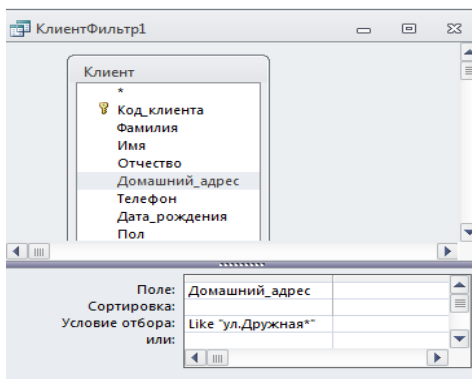 КлиентФильтр1
Клиент
*
Код_клиента
Фамилия
Имя
Отчество
Домашний_адрес
Телефон
Дата_рождения
Пол
Поле: Домашний_адрес
Сортировка:
Условие отбора: Like "ул.Дружная*"
или: